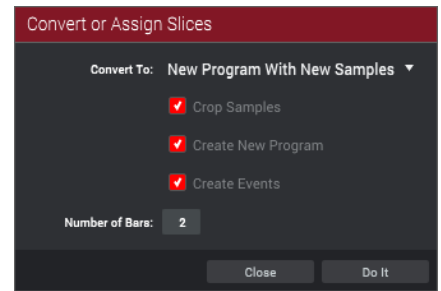 Convert or Assign Slices
Convert To: New Program With New Samples
Crop Samples
Create New Program
Create Events
Number of Bars: 2
Close Do It